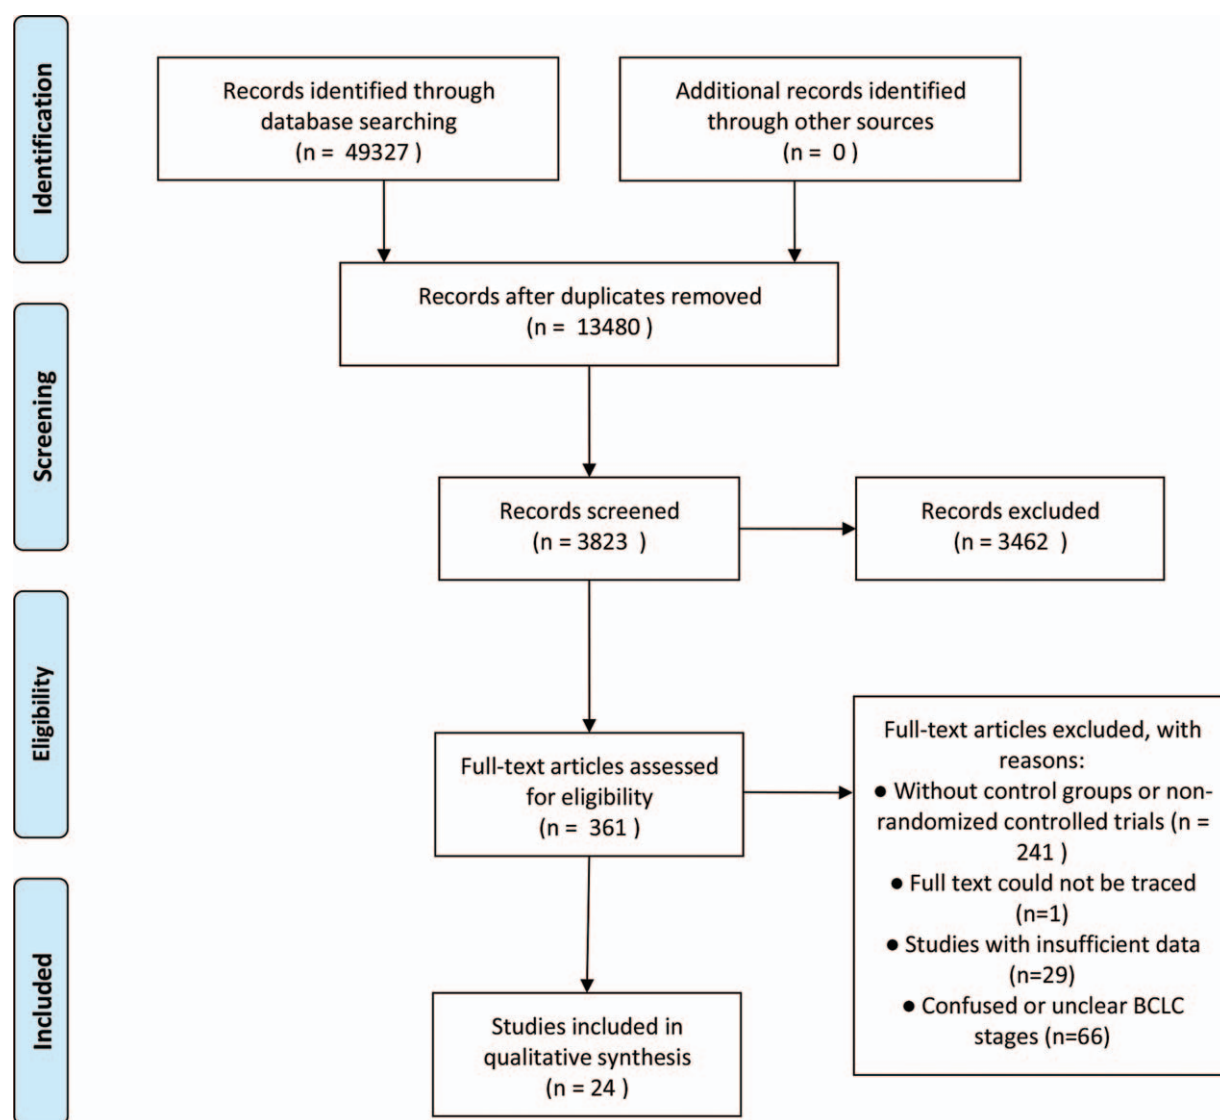 Identification
Records identified through
database searching
(n = 49327 )
Additional records identified
through other sources
(n = 0 )
Records after duplicates removed
(n = 13480 )
Screening
Records screened
(n = 3823 )
Records excluded
(n = 3462 )
Eligibility
Full-text articles assessed
for eligibility
(n = 361 )
Full-text articles excluded, with
reasons:
● Without control groups or non-
randomized controlled trials (n =
241 )
● Full text could not be traced
(n=1)
● Studies with insufficient data
(n=29)
● Confused or unclear BCLC
stages (n=66)
Included
Studies included in
qualitative synthesis
(n = 24 )